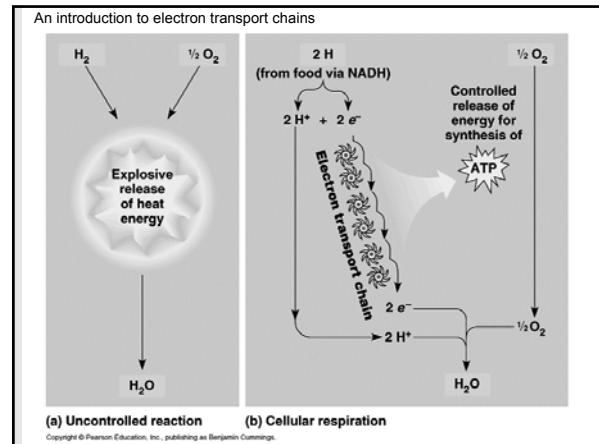 An introduction to electron transport chains
H₂
½ O₂
Explosive
release
of heat
energy
H₂O
(a) Uncontrolled reaction
2 H
(from food via NADH)
2 H⁺ + 2 e⁻
Electron transport chain
Controlled
release of
energy for
synthesis of
ATP
½ O₂
2 e⁻
2 H⁺
½O₂
H₂O
(b) Cellular respiration
Copyright © Pearson Education, Inc., publishing as Benjamin Cummings.